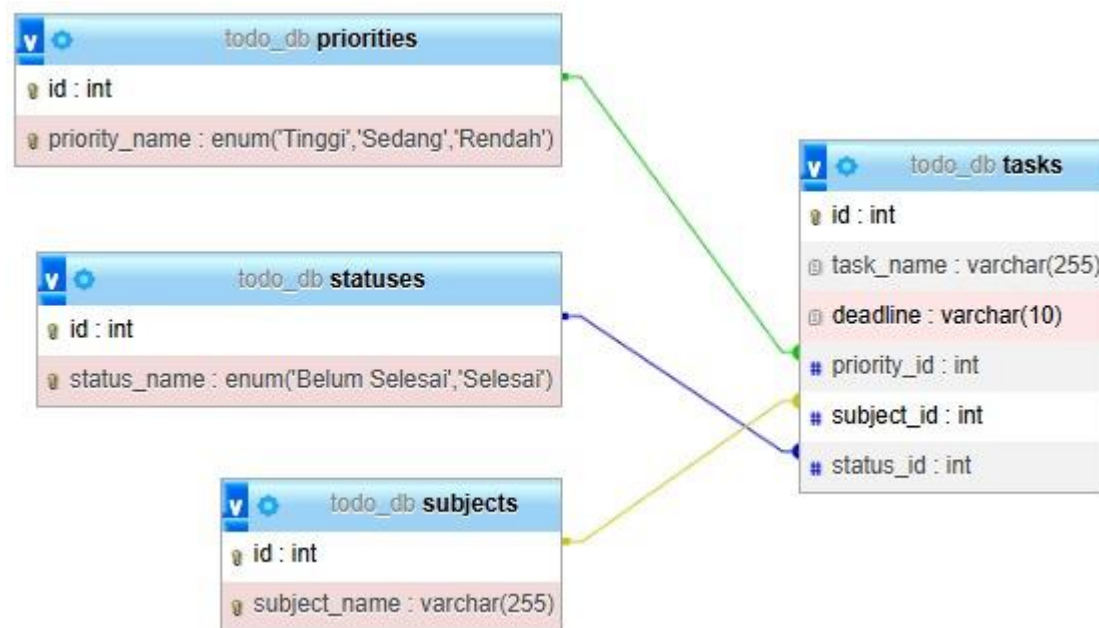 todo_db priorities
id : int
priority_name : enum('Tinggi','Sedang','Rendah')
todo_db statuses
id : int
status_name : enum('Belum Selesai','Selesai')
todo_db subjects
id : int
subject_name : varchar(255)
todo_db tasks
id : int
task_name : varchar(255)
deadline : varchar(10)
# priority_id : int
# subject_id : int
# status_id : int